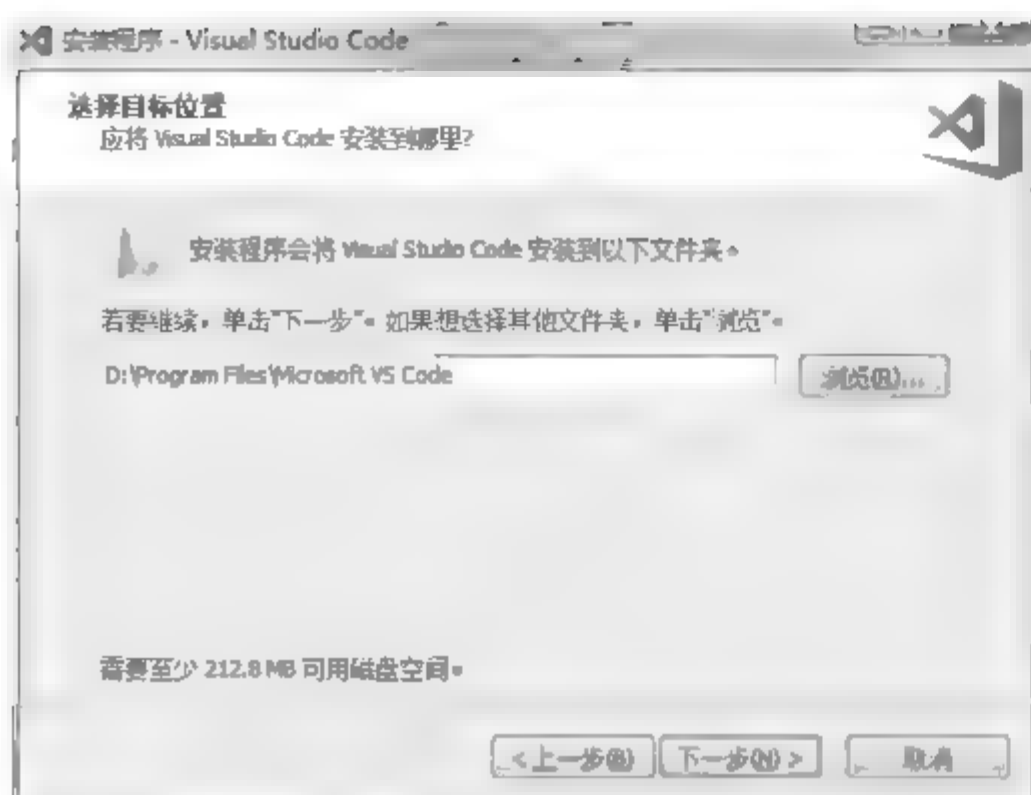 安装程序 - Visual Studio Code
选择目标位置
应将 Visual Studio Code 安装到哪里?
安装程序会将 Visual Studio Code 安装到以下文件夹。
若要继续，单击"下一步"。如果想选择其他文件夹，单击"浏览"。
D:\Program Files\Microsoft VS Code
浏览(R)...
需要至少 212.8 MB 可用磁盘空间。
< 上一步(B) 下一步(N) > 取消